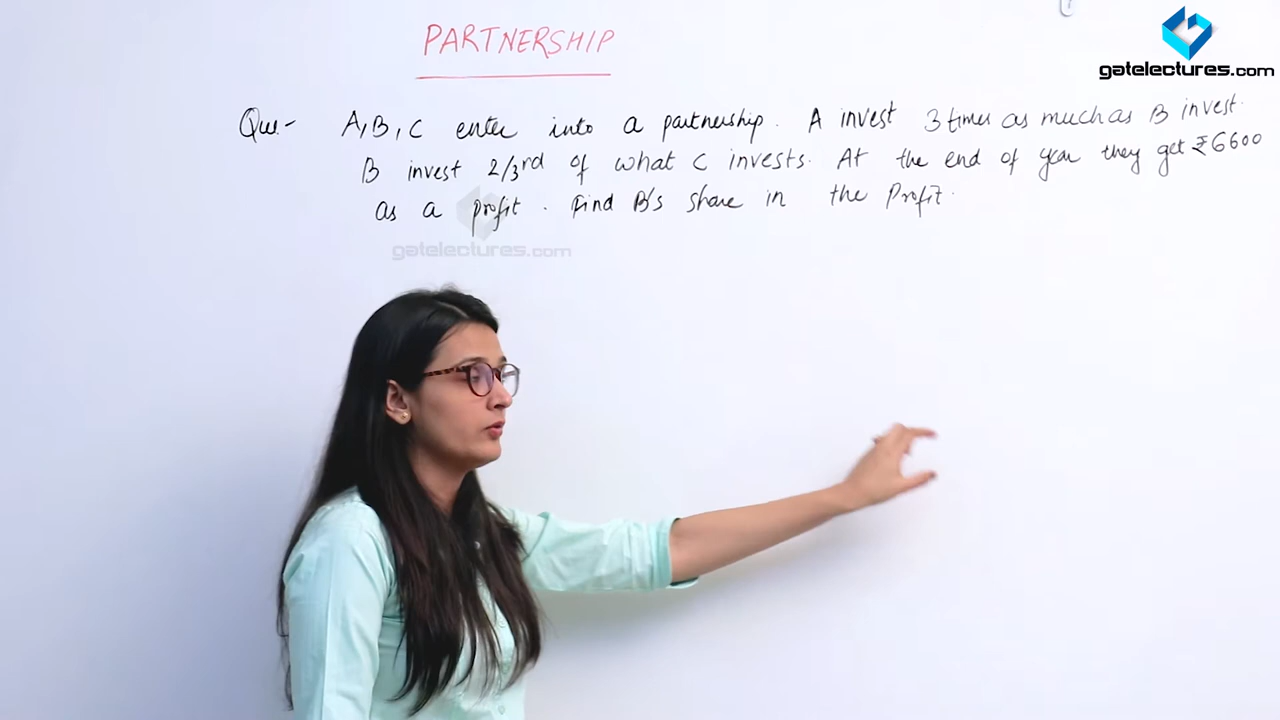 PARTNERSHIP
gatelectures.com
Que:- A, B, C enter into a partnership. A invest 3 times as much as B invest.
B invest 2/3rd of what C invests. At the end of year they get ₹6600
as a profit. Find B's share in the Profit.
gatelectures.com